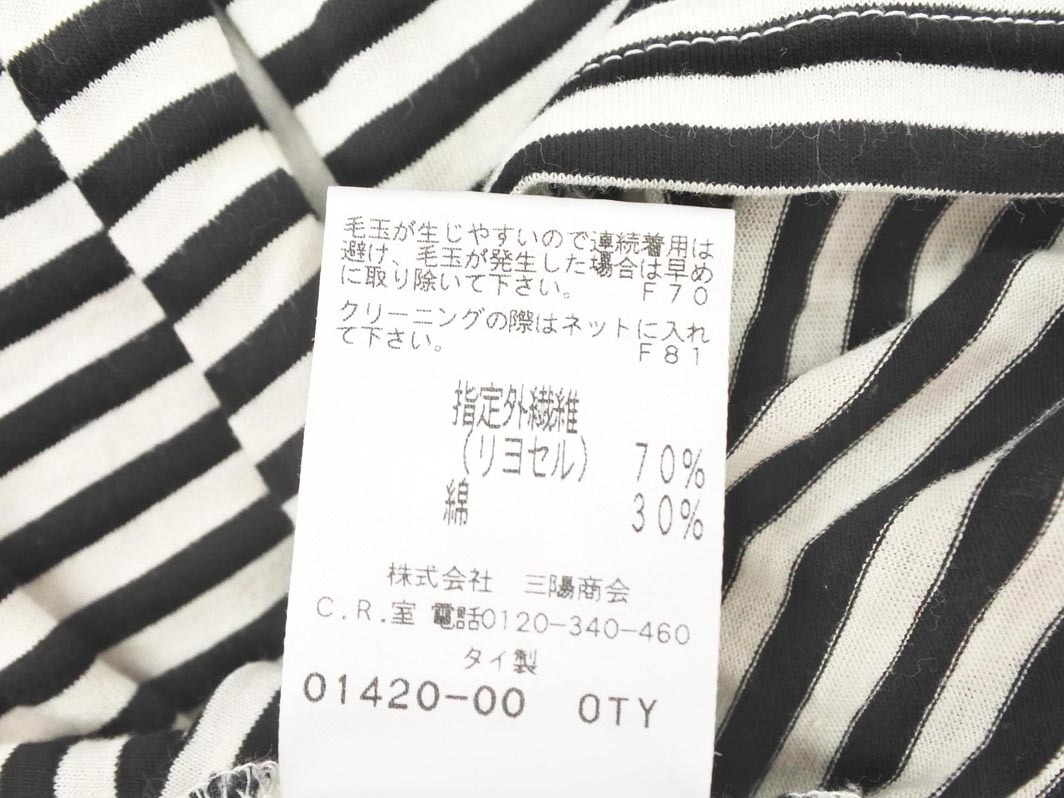 毛玉が生じやすいので連続着用は
避け、毛玉が発生した場合は早め
に取り除いて下さい。 F70
クリーニングの際はネットに入れ
て下さい。 F81
指定外繊維
(リヨセル) 70%
綿 30%
株式会社 三陽商会
C.R.室 電話0120-340-460
タイ製
01420-00 0TY